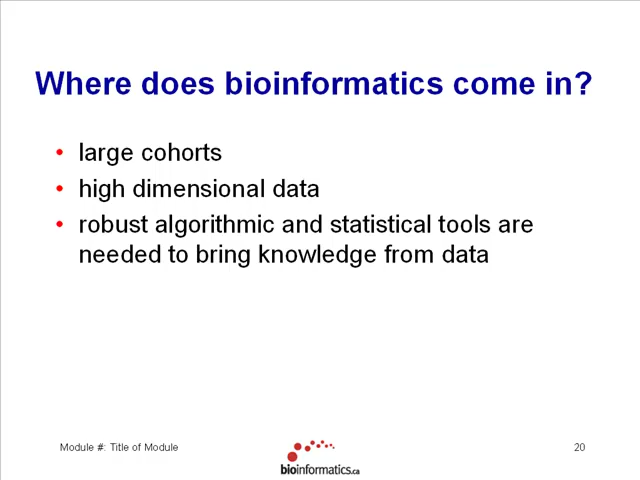 Where does bioinformatics come in?
• large cohorts
• high dimensional data
• robust algorithmic and statistical tools are
needed to bring knowledge from data
Module #: Title of Module
bioinformatics.ca
20